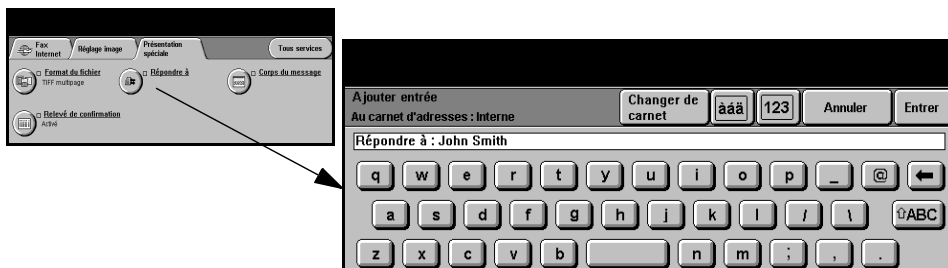 Fax Internet
Réglage image
Présentation spéciale
Tous services
Format du fichier
TIFF multipage
Répondre à
Corps du message
Relevé de confirmation
Activé
Ajouter entrée
Au carnet d'adresses : Interne
Changer de carnet
àáä
123
Annuler
Entrer
Répondre à : John Smith
q w e r t y u i o p _ @
a s d f g h j k l / \ ⇧ABC
z x c v b n m ; , .